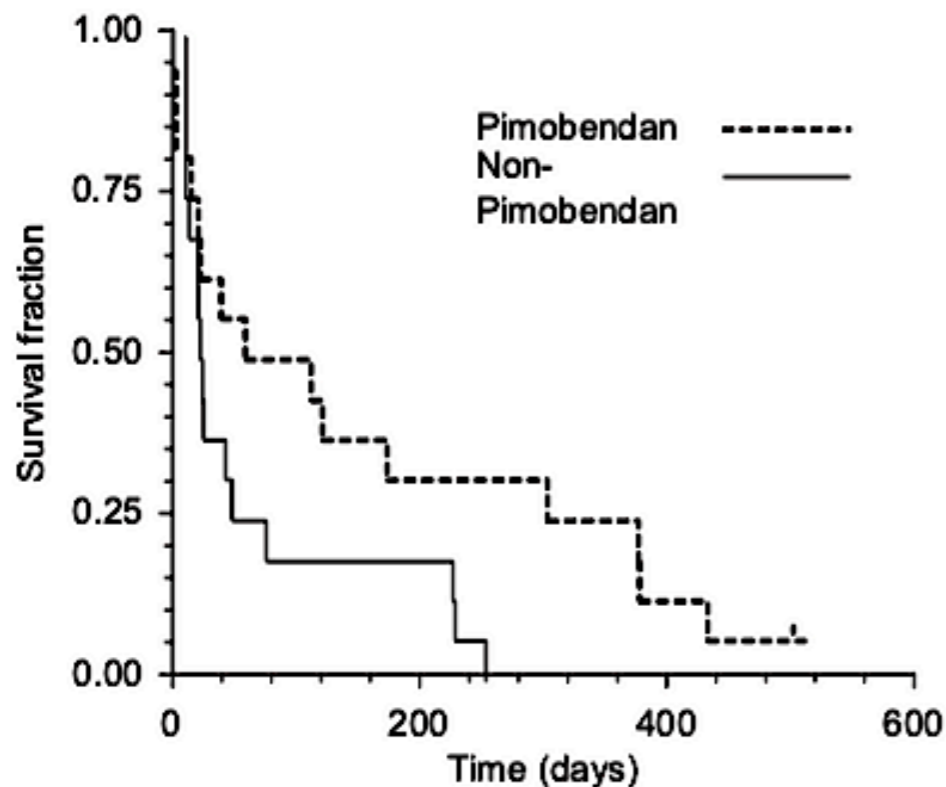 1.00
0.75
0.50
0.25
0.00
Survival fraction
Pimobendan
Non-
Pimobendan
0 200 400 600
Time (days)